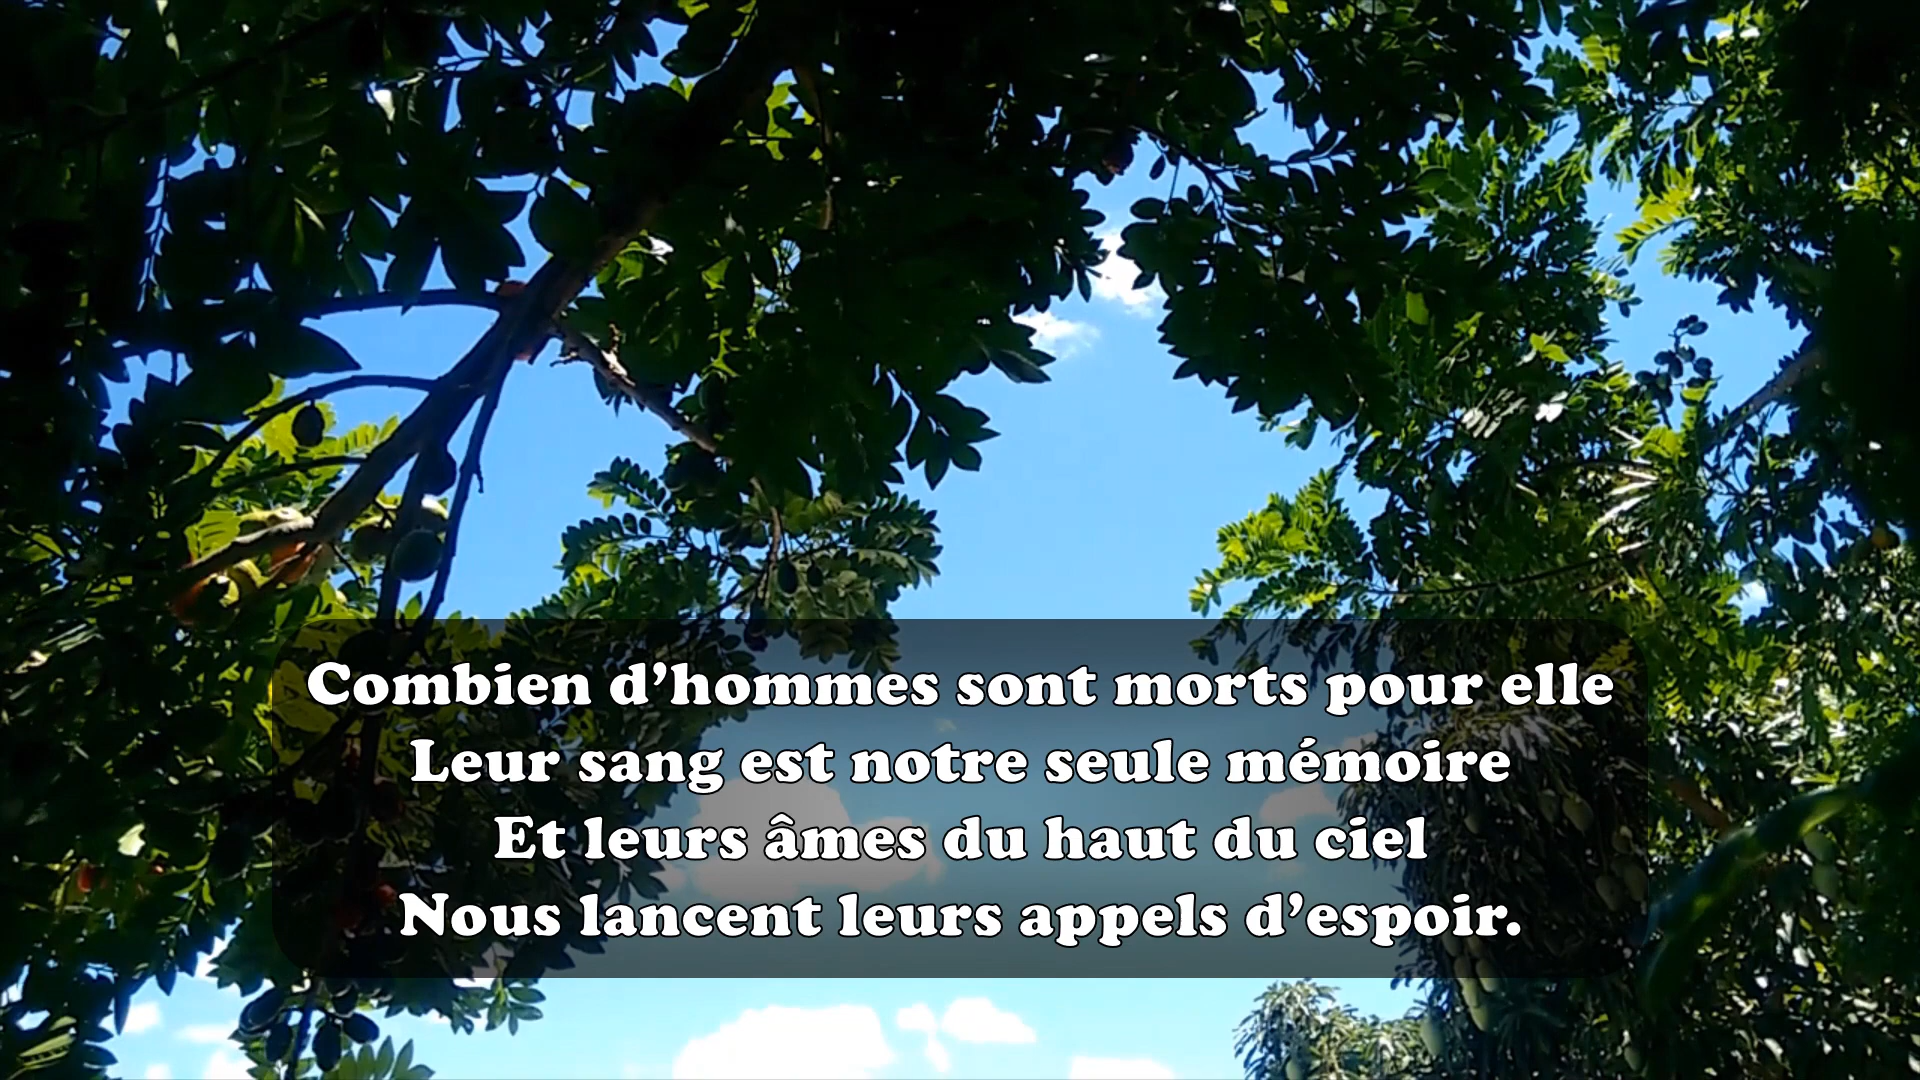 Combien d’hommes sont morts pour elle
Leur sang est notre seule mémoire
Et leurs âmes du haut du ciel
Nous lancent leurs appels d’espoir.